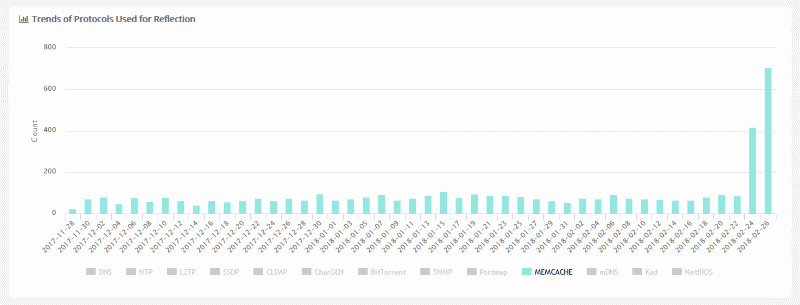 Trends of Protocols Used for Reflection
800
600
400
200
0
Count
2017-11-28 2017-11-30 2017-12-02 2017-12-04 2017-12-06 2017-12-08 2017-12-10 2017-12-12 2017-12-14 2017-12-16 2017-12-18 2017-12-20 2017-12-22 2017-12-24 2017-12-26 2017-12-28 2017-12-30 2018-01-01 2018-01-03 2018-01-05 2018-01-07 2018-01-09 2018-01-11 2018-01-13 2018-01-15 2018-01-17 2018-01-19 2018-01-21 2018-01-23 2018-01-25 2018-01-27 2018-01-29 2018-01-31 2018-02-02 2018-02-04 2018-02-06 2018-02-08 2018-02-10 2018-02-12 2018-02-14 2018-02-16 2018-02-18 2018-02-20 2018-02-22 2018-02-24 2018-02-26
DNS NTP L2TP SSDP CLDAP CharGEN BitTorrent SNMP Portmap MEMCACHE mDNS Kad NetBIOS